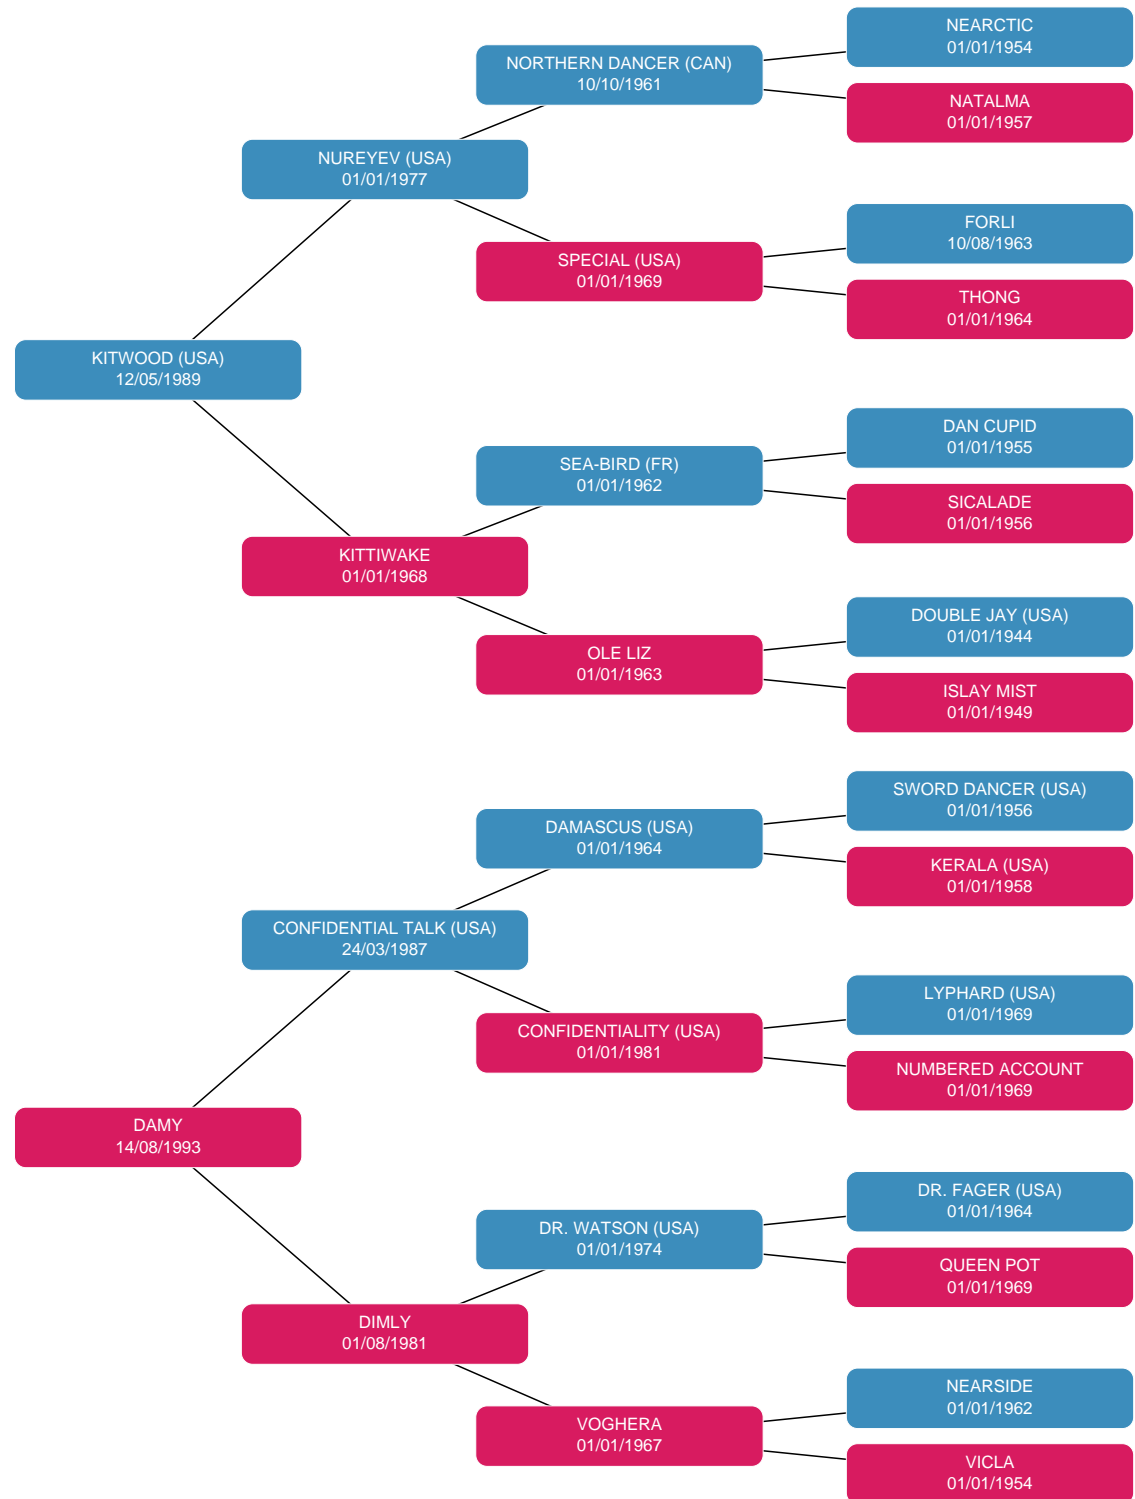 NEARCTIC
01/01/1954
NORTHERN DANCER (CAN)
10/10/1961
NATALMA
01/01/1957
NUREYEV (USA)
01/01/1977
FORLI
10/08/1963
SPECIAL (USA)
01/01/1969
THONG
01/01/1964
KITWOOD (USA)
12/05/1989
DAN CUPID
01/01/1955
SEA-BIRD (FR)
01/01/1962
SICALADE
01/01/1956
KITTIWAKE
01/01/1968
DOUBLE JAY (USA)
01/01/1944
OLE LIZ
01/01/1963
ISLAY MIST
01/01/1949
SWORD DANCER (USA)
01/01/1956
DAMASCUS (USA)
01/01/1964
KERALA (USA)
01/01/1958
CONFIDENTIAL TALK (USA)
24/03/1987
LYPHARD (USA)
01/01/1969
CONFIDENTIALITY (USA)
01/01/1981
NUMBERED ACCOUNT
01/01/1969
DAMY
14/08/1993
DR. FAGER (USA)
01/01/1964
DR. WATSON (USA)
01/01/1974
QUEEN POT
01/01/1969
DIMLY
01/08/1981
NEARSIDE
01/01/1962
VOGHERA
01/01/1967
VICLA
01/01/1954